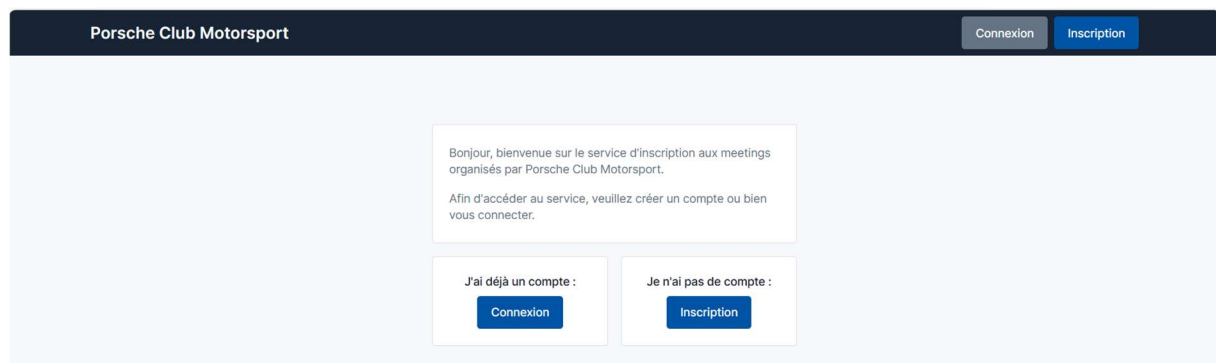 Porsche Club Motorsport
Connexion
Inscription
Bonjour, bienvenue sur le service d'inscription aux meetings
organisés par Porsche Club Motorsport.
Afin d'accéder au service, veuillez créer un compte ou bien
vous connecter.
J'ai déjà un compte :
Connexion
Je n'ai pas de compte :
Inscription